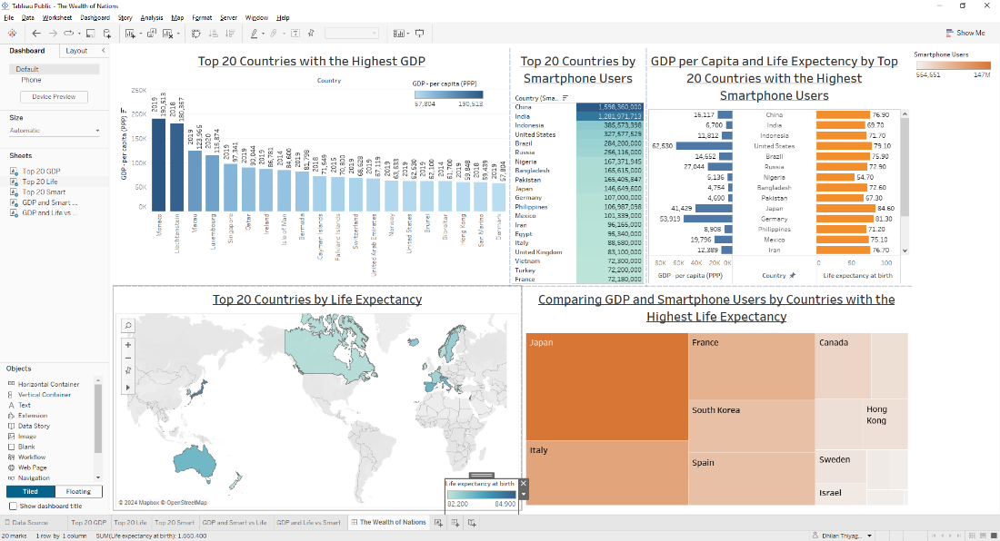 Tableau Public - The Wealth of Nations
File Data Worksheet Dashboard Story Analysis Map Format Server Window Help
Show Me
Dashboard Layout
Default
Phone
Device Preview
Size
Automatic
Sheets
Top 20 GDP
Top 20 Life
Top 20 Smart
GDP and Smart ...
GDP and Life vs ...
Objects
Horizontal Container
Vertical Container
Text
Extension
Data Story
Image
Blank
Workflow
Web Page
Navigation
Tiled Floating
Show dashboard title
Top 20 Countries with the Highest GDP
Country
GDP - per capita (PPP)
57,804 190,513
GDP - per capita (PPP)
250K
200K
150K
100K
50K
0K
2019 190,513
2018 180,367
2019 123,965
2020 115,874
2019 97,341
2019 90,044
2019 86,781
2014 84,600
2019 81,798
2018 71,549
2015 70,800
2019 68,628
2019 67,119
2019 63,633
2019 62,530
2019 62,100
2014 61,700
2019 59,848
2018 59,439
2019 57,804
Monaco
Liechtenstein
Macau
Luxembourg
Singapore
Qatar
Ireland
Isle of Man
Bermuda
Cayman Islands
Falkland Islands
Switzerland
United Arab Emirates
Norway
United States
Brunei
Gibraltar
Hong Kong
San Marino
Denmark
Top 20 Countries by
Smartphone Users
Country (Sma..
China 1,598,360,000
India 1,281,971,713
Indonesia 385,573,398
United States 327,577,529
Brazil 284,200,000
Russia 256,116,000
Nigeria 167,371,945
Bangladesh 165,615,000
Pakistan 165,405,847
Japan 146,649,600
Germany 107,000,000
Philippines 106,987,098
Mexico 101,339,000
Iran 96,165,000
Egypt 95,340,000
Italy 88,580,000
United Kingdom 83,100,000
Vietnam 72,300,000
Turkey 72,200,000
France 72,180,000
GDP per Capita and Life Expectancy by Top
20 Countries with the Highest
Smartphone Users
16,117 China 76.90
6,700 India 69.70
11,812 Indonesia 71.70
62,530 United States 79.10
14,652 Brazil 75.90
27,044 Russia 72.90
5,136 Nigeria 54.70
4,754 Bangladesh 72.60
4,690 Pakistan 67.30
41,429 Japan 84.60
53,919 Germany 81.30
8,908 Philippines 71.20
19,796 Mexico 75.10
12,389 Iran 76.70
80K 60K 40K 20K 0K 0 50 100
GDP - per capita (PPP) Country Life expectancy at birth
Smartphone Users
554,651 147M
Top 20 Countries by Life Expectancy
© 2024 Mapbox © OpenStreetMap
Life expectancy at birth
82.200 84.900
Comparing GDP and Smartphone Users by Countries with the
Highest Life Expectancy
Japan
Italy
France
South Korea
Spain
Canada
Hong
Kong
Sweden
Israel
Data Source Top 20 GDP Top 20 Life Top 20 Smart GDP and Smart vs Life GDP and Life vs Smart The Wealth of Nations
20 marks 1 row by 1 column SUM(Life expectancy at birth): 1,660.400
Dhilan Thiyag...